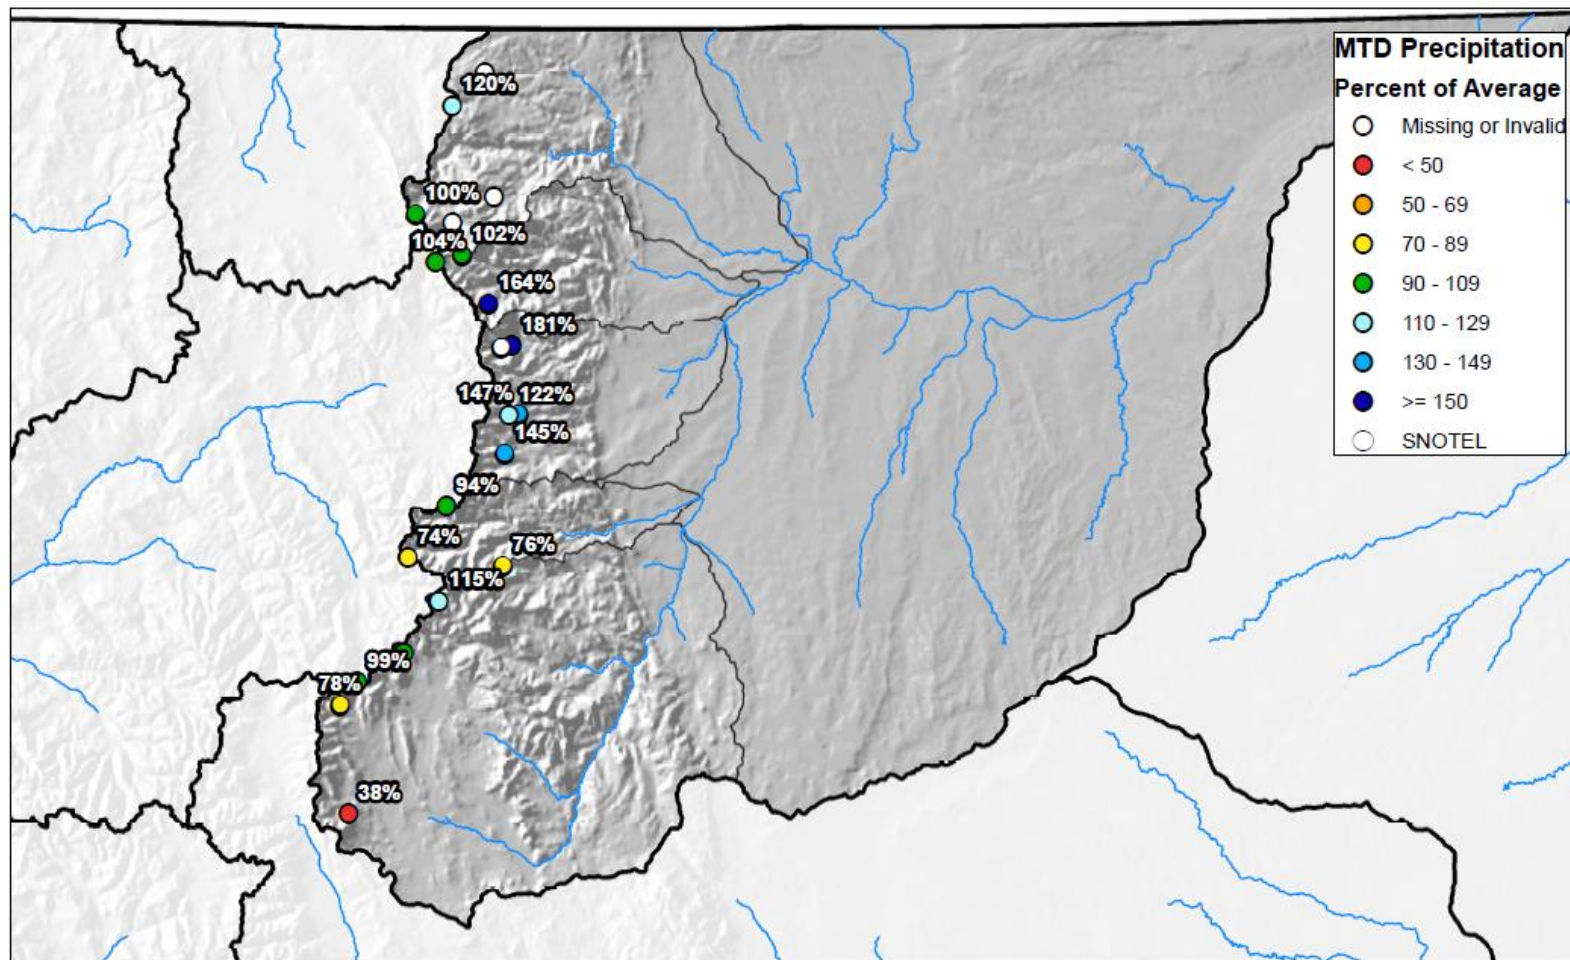 MTD Precipitation
Percent of Average
Missing or Invalid
< 50
50 - 69
70 - 89
90 - 109
110 - 129
130 - 149
>= 150
SNOTEL
120%
100%
104% 102%
164%
181%
147% 122%
145%
94%
74% 76%
115%
99%
78%
38%